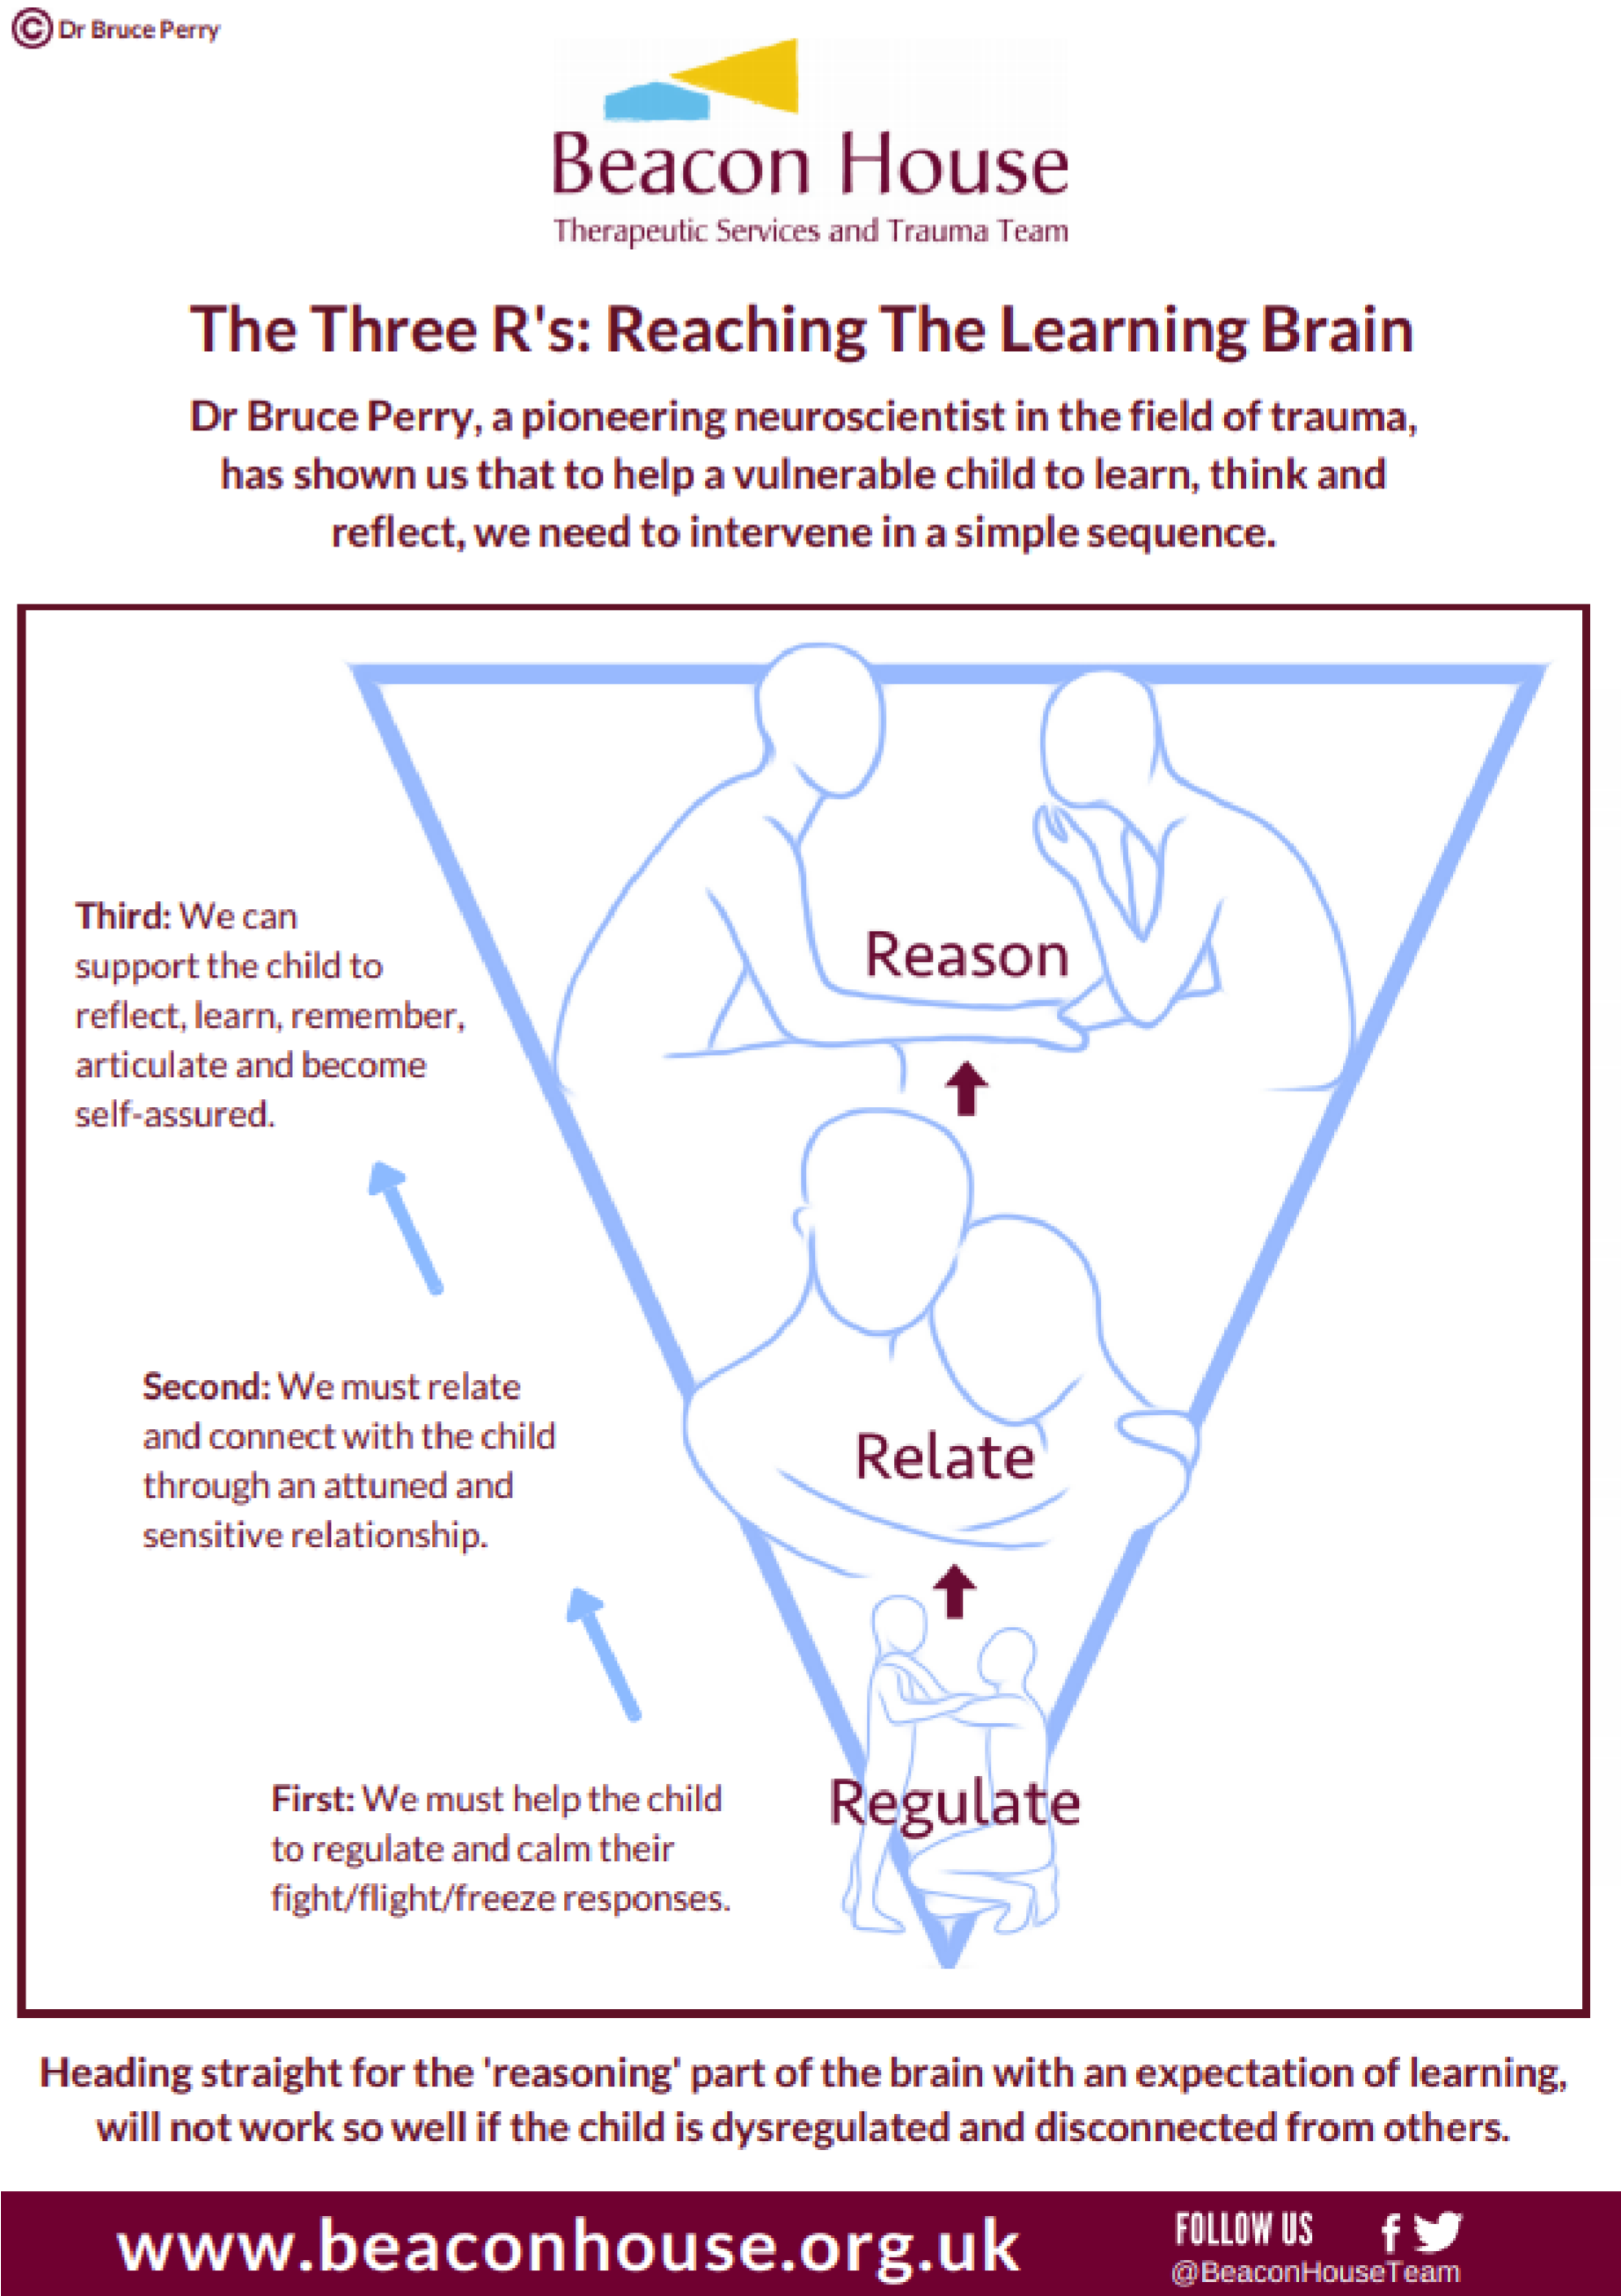 © Dr Bruce Perry
Beacon House
Therapeutic Services and Trauma Team
The Three R's: Reaching The Learning Brain
Dr Bruce Perry, a pioneering neuroscientist in the field of trauma,
has shown us that to help a vulnerable child to learn, think and
reflect, we need to intervene in a simple sequence.
Third: We can
support the child to
reflect, learn, remember,
articulate and become
self-assured.
Reason
Second: We must relate
and connect with the child
through an attuned and
sensitive relationship.
Relate
First: We must help the child
to regulate and calm their
fight/flight/freeze responses.
Regulate
Heading straight for the 'reasoning' part of the brain with an expectation of learning,
will not work so well if the child is dysregulated and disconnected from others.
www.beaconhouse.org.uk
FOLLOW US
@BeaconHouseTeam